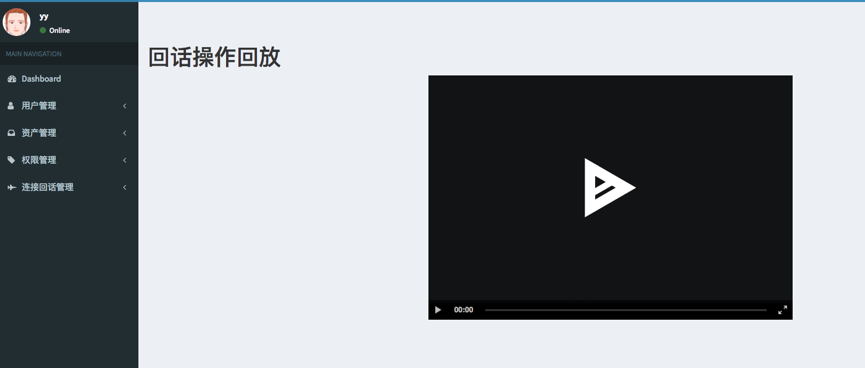 yy
Online
MAIN NAVIGATION
Dashboard
用户管理
资产管理
权限管理
连接回话管理
回话操作回放
00:00